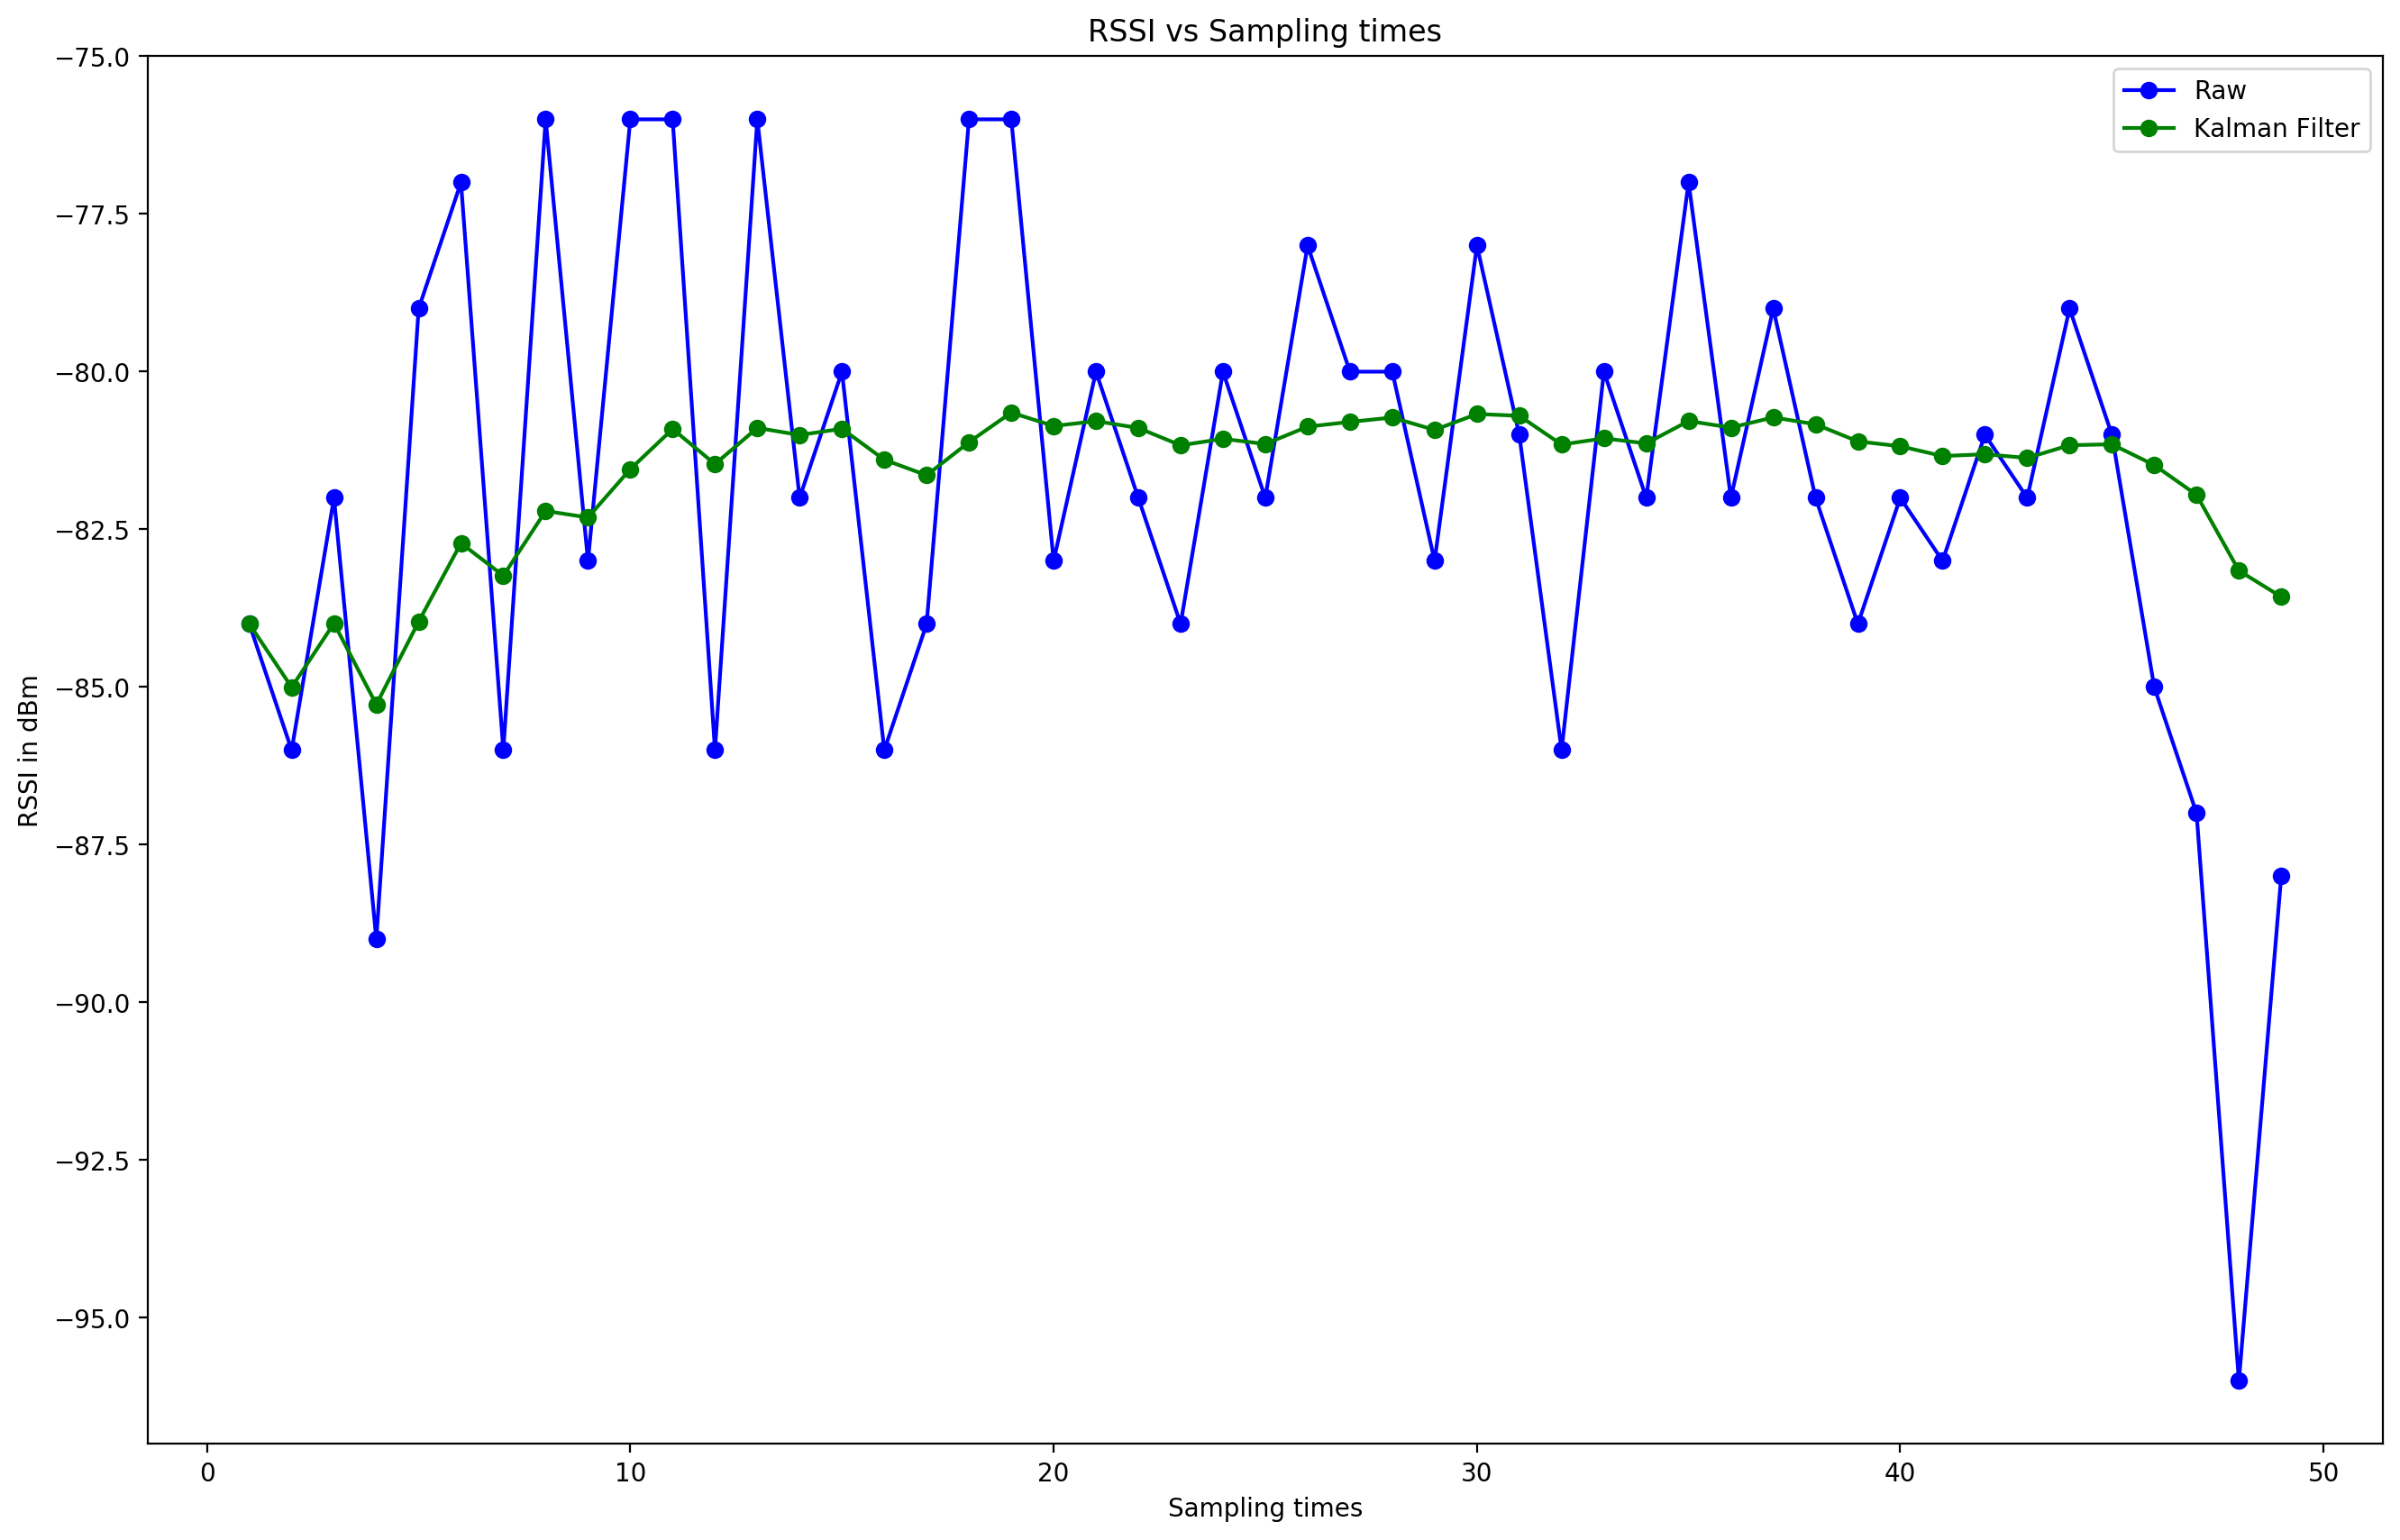 RSSI vs Sampling times
Raw
Kalman Filter
RSSI in dBm
−75.0
−77.5
−80.0
−82.5
−85.0
−87.5
−90.0
−92.5
−95.0
0 10 20 30 40 50
Sampling times